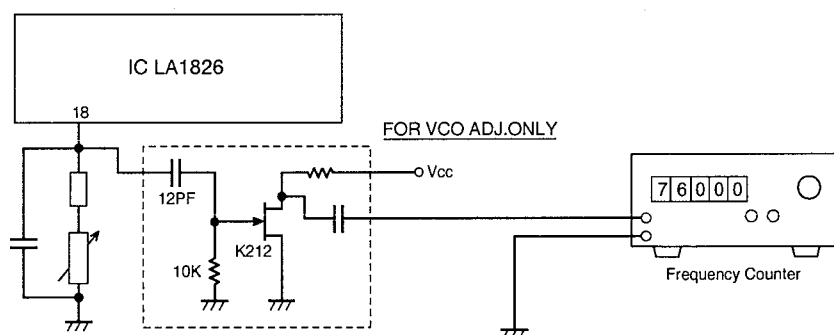 IC LA1826
18
FOR VCO ADJ.ONLY
Vcc
12PF
K212
10K
76000
Frequency Counter